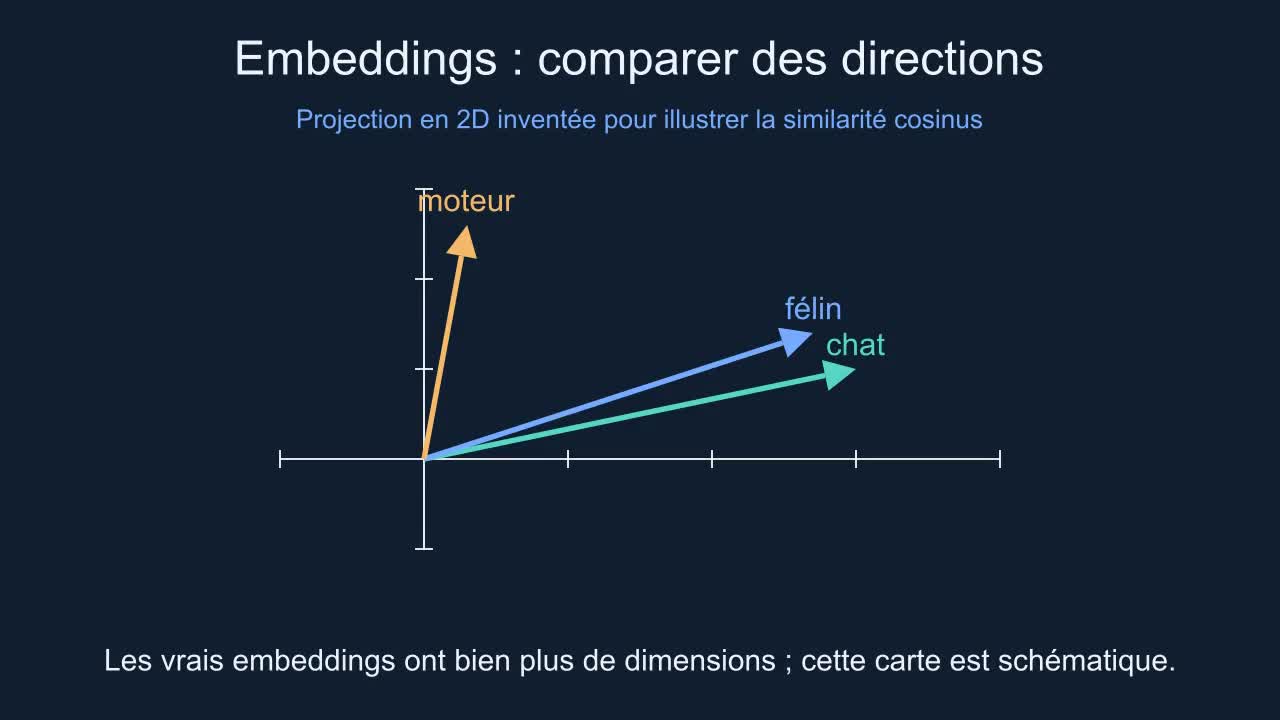 Embeddings : comparer des directions
Projection en 2D inventée pour illustrer la similarité cosinus
moteur
félin
chat
Les vrais embeddings ont bien plus de dimensions ; cette carte est schématique.